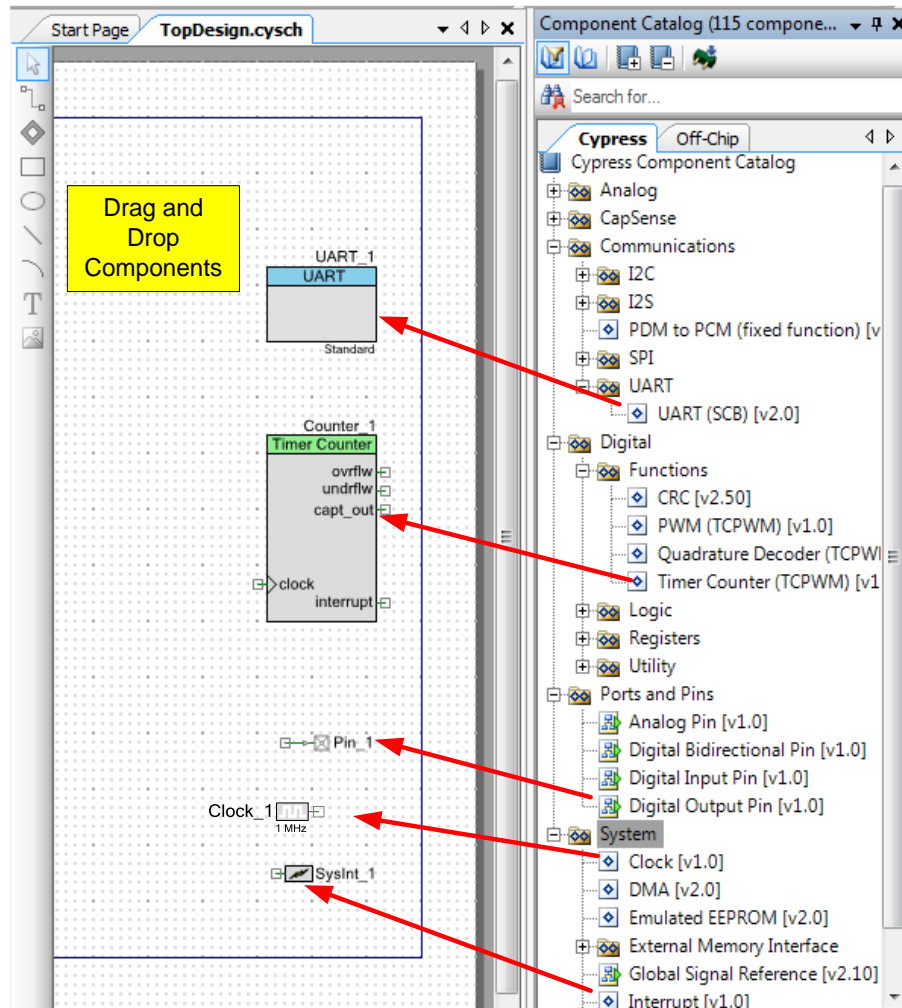 Start Page
TopDesign.cysch
Drag and
Drop
Components
UART_1
UART
Standard
Counter_1
Timer Counter
ovrflw
undrflw
capt_out
clock
interrupt
Pin_1
Clock_1
1 MHz
SysInt_1
T
Component Catalog (115 compone...
Search for...
Cypress
Off-Chip
Cypress Component Catalog
Analog
CapSense
Communications
I2C
I2S
PDM to PCM (fixed function) [v
SPI
UART
UART (SCB) [v2.0]
Digital
Functions
CRC [v2.50]
PWM (TCPWM) [v1.0]
Quadrature Decoder (TCPWI
Timer Counter (TCPWM) [v1
Logic
Registers
Utility
Ports and Pins
Analog Pin [v1.0]
Digital Bidirectional Pin [v1.0]
Digital Input Pin [v1.0]
Digital Output Pin [v1.0]
System
Clock [v1.0]
DMA [v2.0]
Emulated EEPROM [v2.0]
External Memory Interface
Global Signal Reference [v2.10]
Interrupt [v1.0]